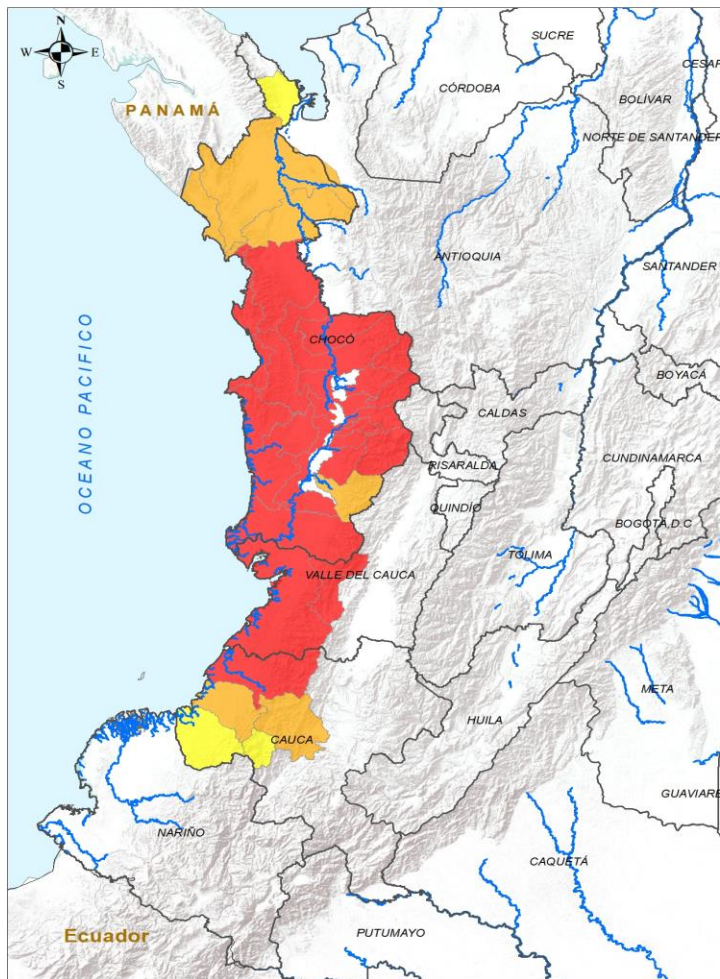 N
W
E
S
SUCRE
CESAR
CÓRDOBA
BOLÍVAR
PANAMÁ
NORTE DE SANTANDER
ANTIOQUIA
SANTANDER
OCEANO PACIFICO
CHOCÓ
BOYACÁ
CALDAS
CUNDINAMARCA
RISARALDA
QUINDÍO
BOGOTÁ, D.C
TOLIMA
VALLE DEL CAUCA
META
HUILA
CAUCA
GUAVIARE
NARIÑO
CAQUETÁ
Ecuador
PUTUMAYO